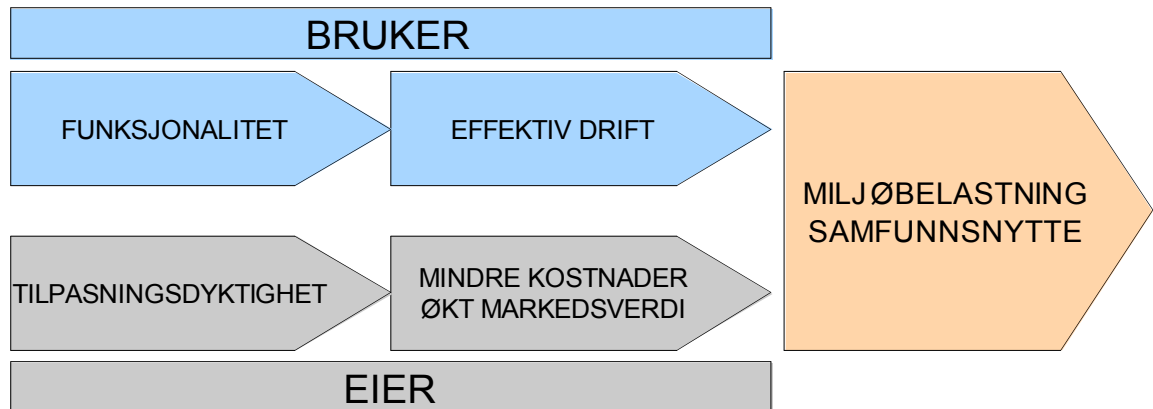 BRUKER
FUNKSJONALITET
EFFEKTIV DRIFT
MILJØBELASTNING
SAMFUNNSNYTTE
TILPASNINGSDYKTIGHET
MINDRE KOSTNADER
ØKT MARKEDSVERDI
EIER